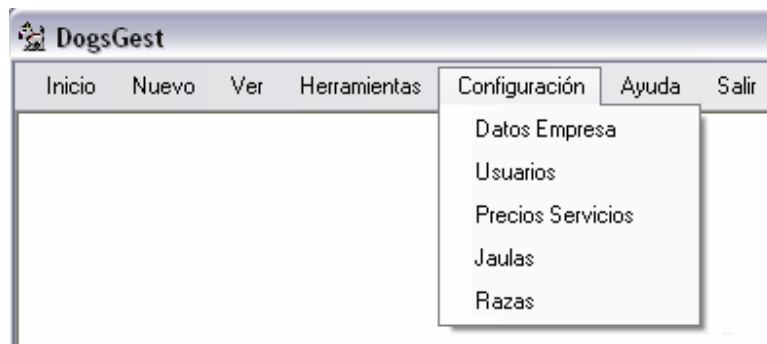 DogsGest
Inicio Nuevo Ver Herramientas Configuración Ayuda Salir
Datos Empresa
Usuarios
Precios Servicios
Jaulas
Razas